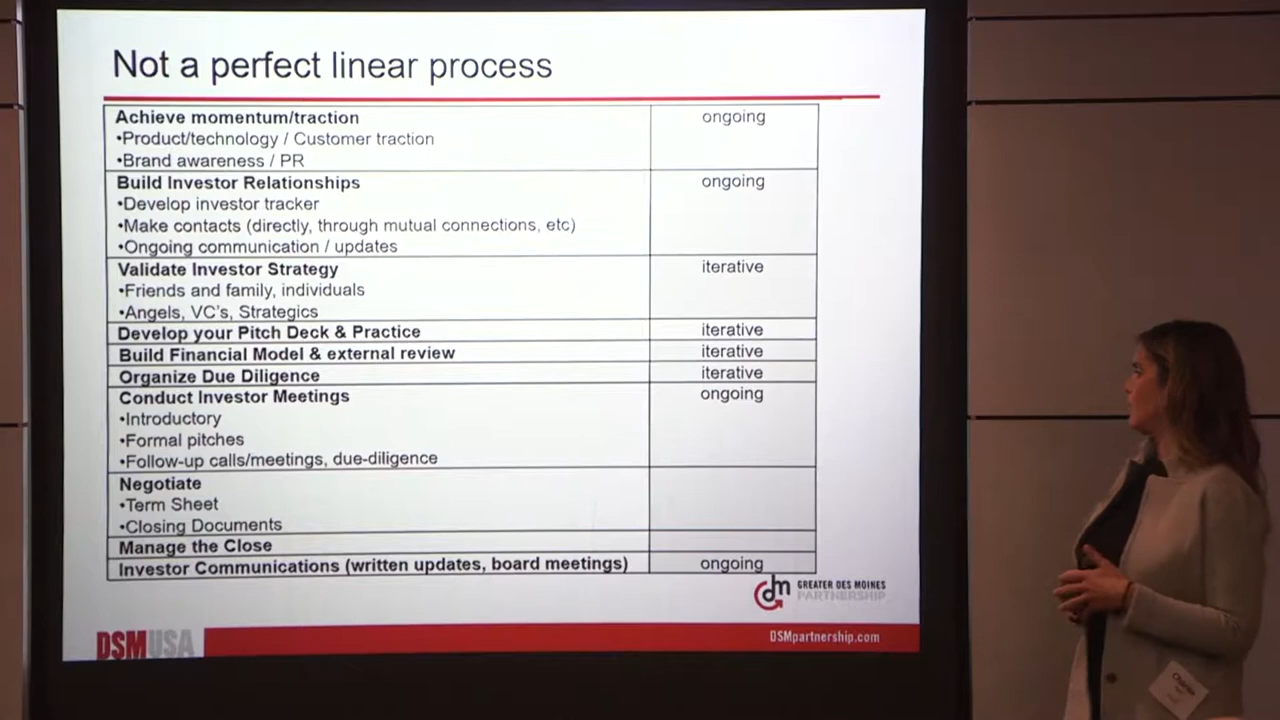 Not a perfect linear process
Achieve momentum/traction ongoing
•Product/technology / Customer traction
•Brand awareness / PR
Build Investor Relationships ongoing
•Develop investor tracker
•Make contacts (directly, through mutual connections, etc)
•Ongoing communication / updates
Validate Investor Strategy iterative
•Friends and family, individuals
•Angels, VC's, Strategics
Develop your Pitch Deck & Practice iterative
Build Financial Model & external review iterative
Organize Due Diligence iterative
Conduct Investor Meetings ongoing
•Introductory
•Formal pitches
•Follow-up calls/meetings, due-diligence
Negotiate
•Term Sheet
•Closing Documents
Manage the Close
Investor Communications (written updates, board meetings) ongoing
dm GREATER DES MOINES
PARTNERSHIP
DSMUSA
DSMpartnership.com